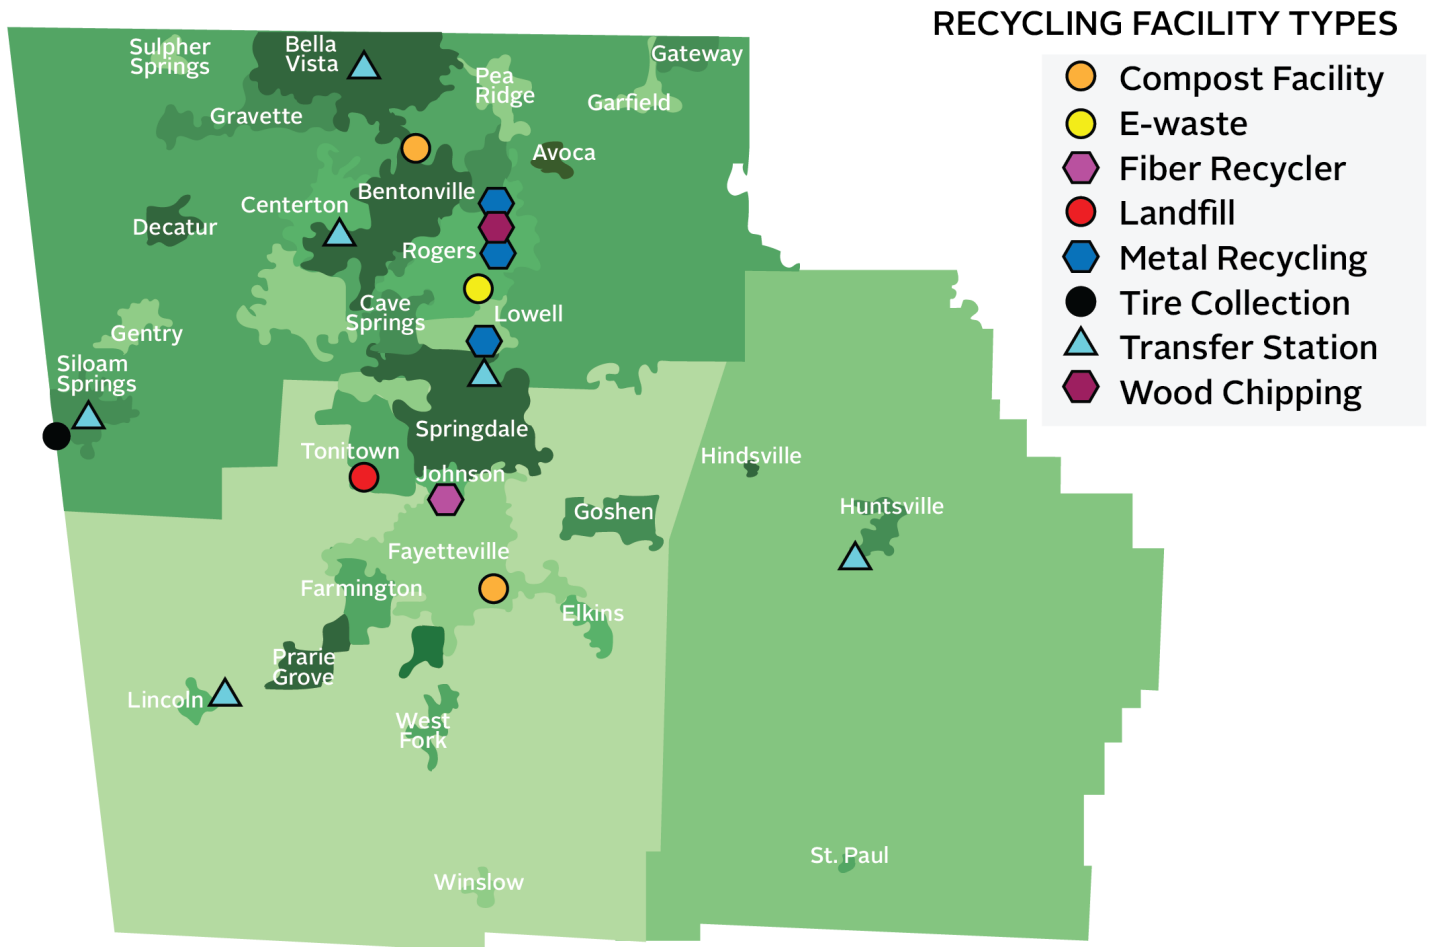 RECYCLING FACILITY TYPES
Compost Facility
E-waste
Fiber Recycler
Landfill
Metal Recycling
Tire Collection
Transfer Station
Wood Chipping
Sulpher
Springs
Bella
Vista
Gateway
Pea
Ridge
Garfield
Gravette
Avoca
Bentonville
Centerton
Decatur
Rogers
Cave
Springs
Lowell
Gentry
Siloam
Springs
Springdale
Tonitown
Johnson
Hindsville
Goshen
Huntsville
Fayetteville
Farmington
Elkins
Prarie
Grove
Lincoln
West
Fork
St. Paul
Winslow